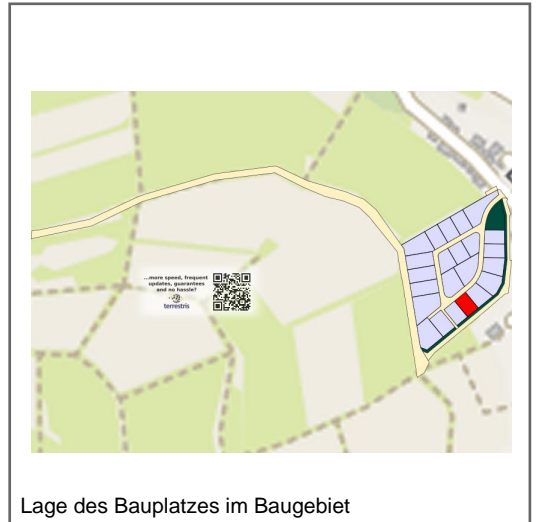 ...more speed, frequent
updates, guarantees
and no hassle?
terrestris
Lage des Bauplatzes im Baugebiet